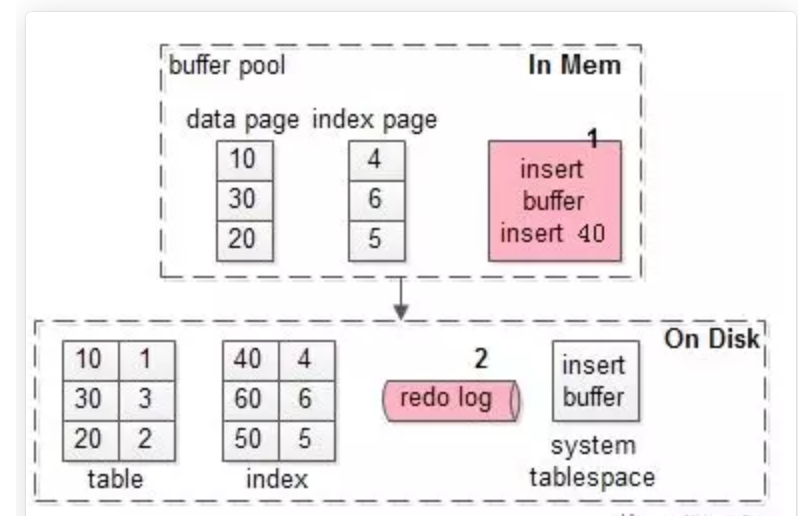 buffer pool In Mem
data page index page
1
10 4 insert
30 6 buffer
20 5 insert 40
On Disk
10 1 40 4 2 insert
30 3 60 6 redo log buffer
20 2 50 5 system
table index tablespace